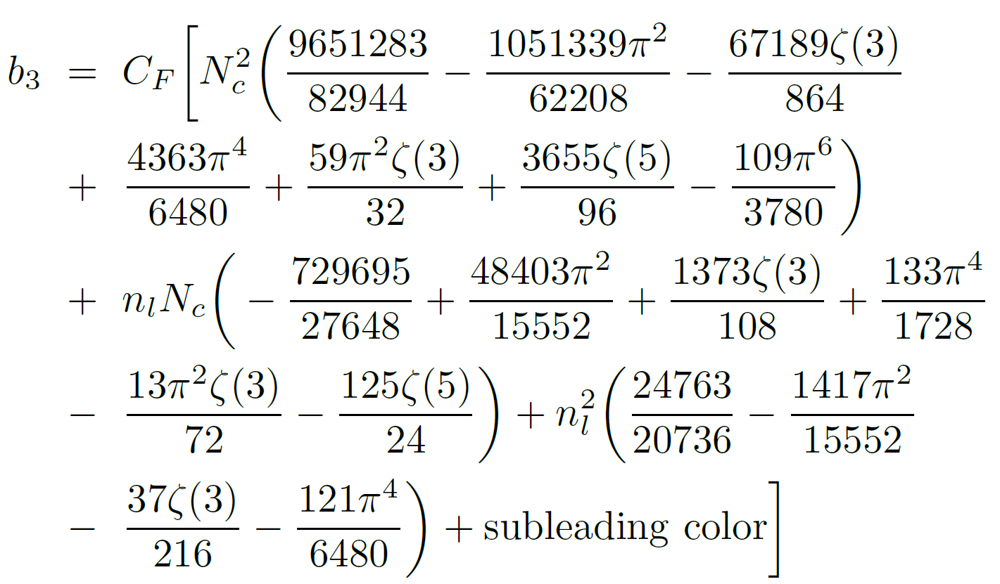 b_3 = C_F [ N_c^2 ( 9651283/82944 − 1051339π^2/62208 − 67189ζ(3)/864
+ 4363π^4/6480 + 59π^2ζ(3)/32 + 3655ζ(5)/96 − 109π^6/3780 )
+ n_l N_c ( − 729695/27648 + 48403π^2/15552 + 1373ζ(3)/108 + 133π^4/1728
− 13π^2ζ(3)/72 − 125ζ(5)/24 ) + n_l^2 ( 24763/20736 − 1417π^2/15552
− 37ζ(3)/216 − 121π^4/6480 ) + subleading color ]